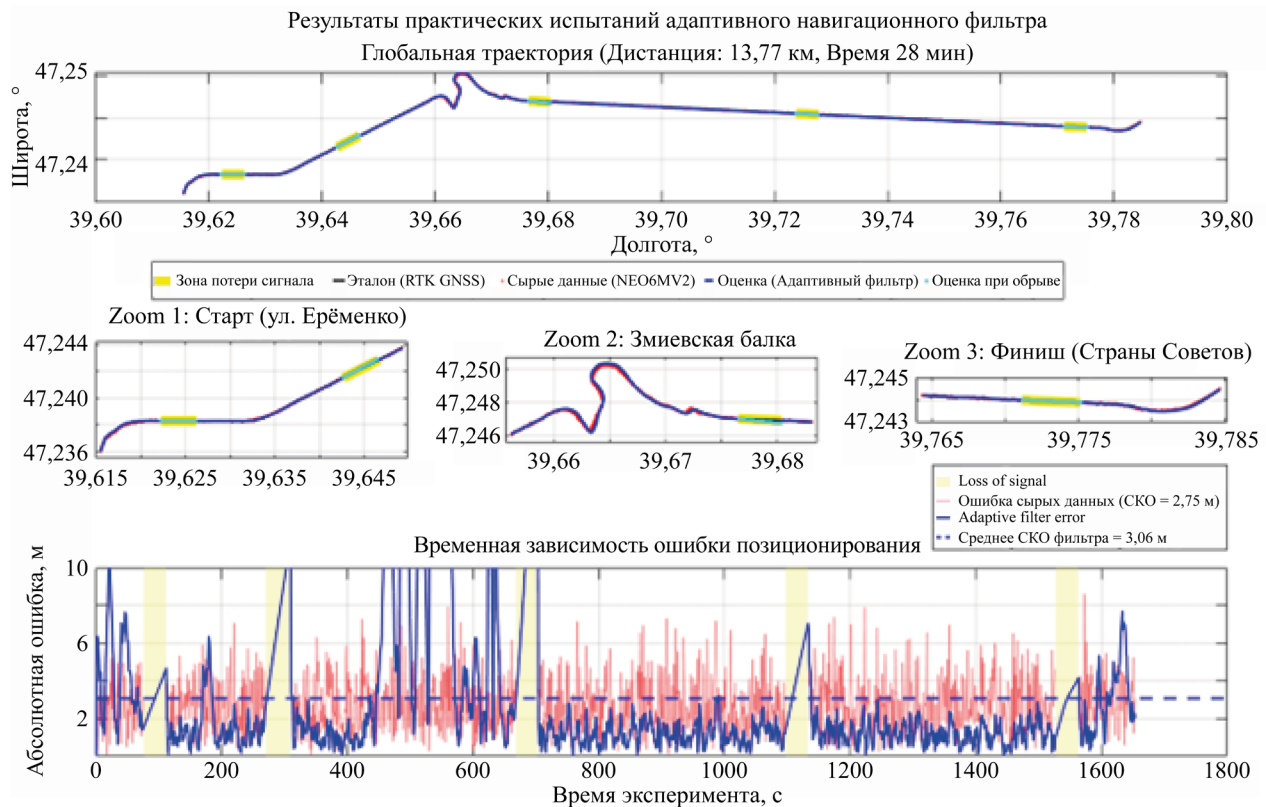 Результаты практических испытаний адаптивного навигационного фильтра
Глобальная траектория (Дистанция: 13,77 км, Время 28 мин)
47,25
47,24
Широта, °
39,60 39,62 39,64 39,66 39,68 39,70 39,72 39,74 39,76 39,78 39,80
Долгота, °
Зона потери сигнала Эталон (RTK GNSS) Сырые данные (NEO6MV2) Оценка (Адаптивный фильтр) Оценка при обрыве
Zoom 1: Старт (ул. Ерёменко)
47,244
47,240
47,236
39,615 39,625 39,635 39,645
Zoom 2: Змиевская балка
47,250
47,248
47,246
39,66 39,67 39,68
Zoom 3: Финиш (Страны Советов)
47,245
47,243
39,765 39,775 39,785
Loss of signal
Ошибка сырых данных (СКО = 2,75 м)
Adaptive filter error
Среднее СКО фильтра = 3,06 м
Временная зависимость ошибки позиционирования
Абсолютная ошибка, м
10
6
2
0 200 400 600 800 1000 1200 1400 1600 1800
Время эксперимента, с